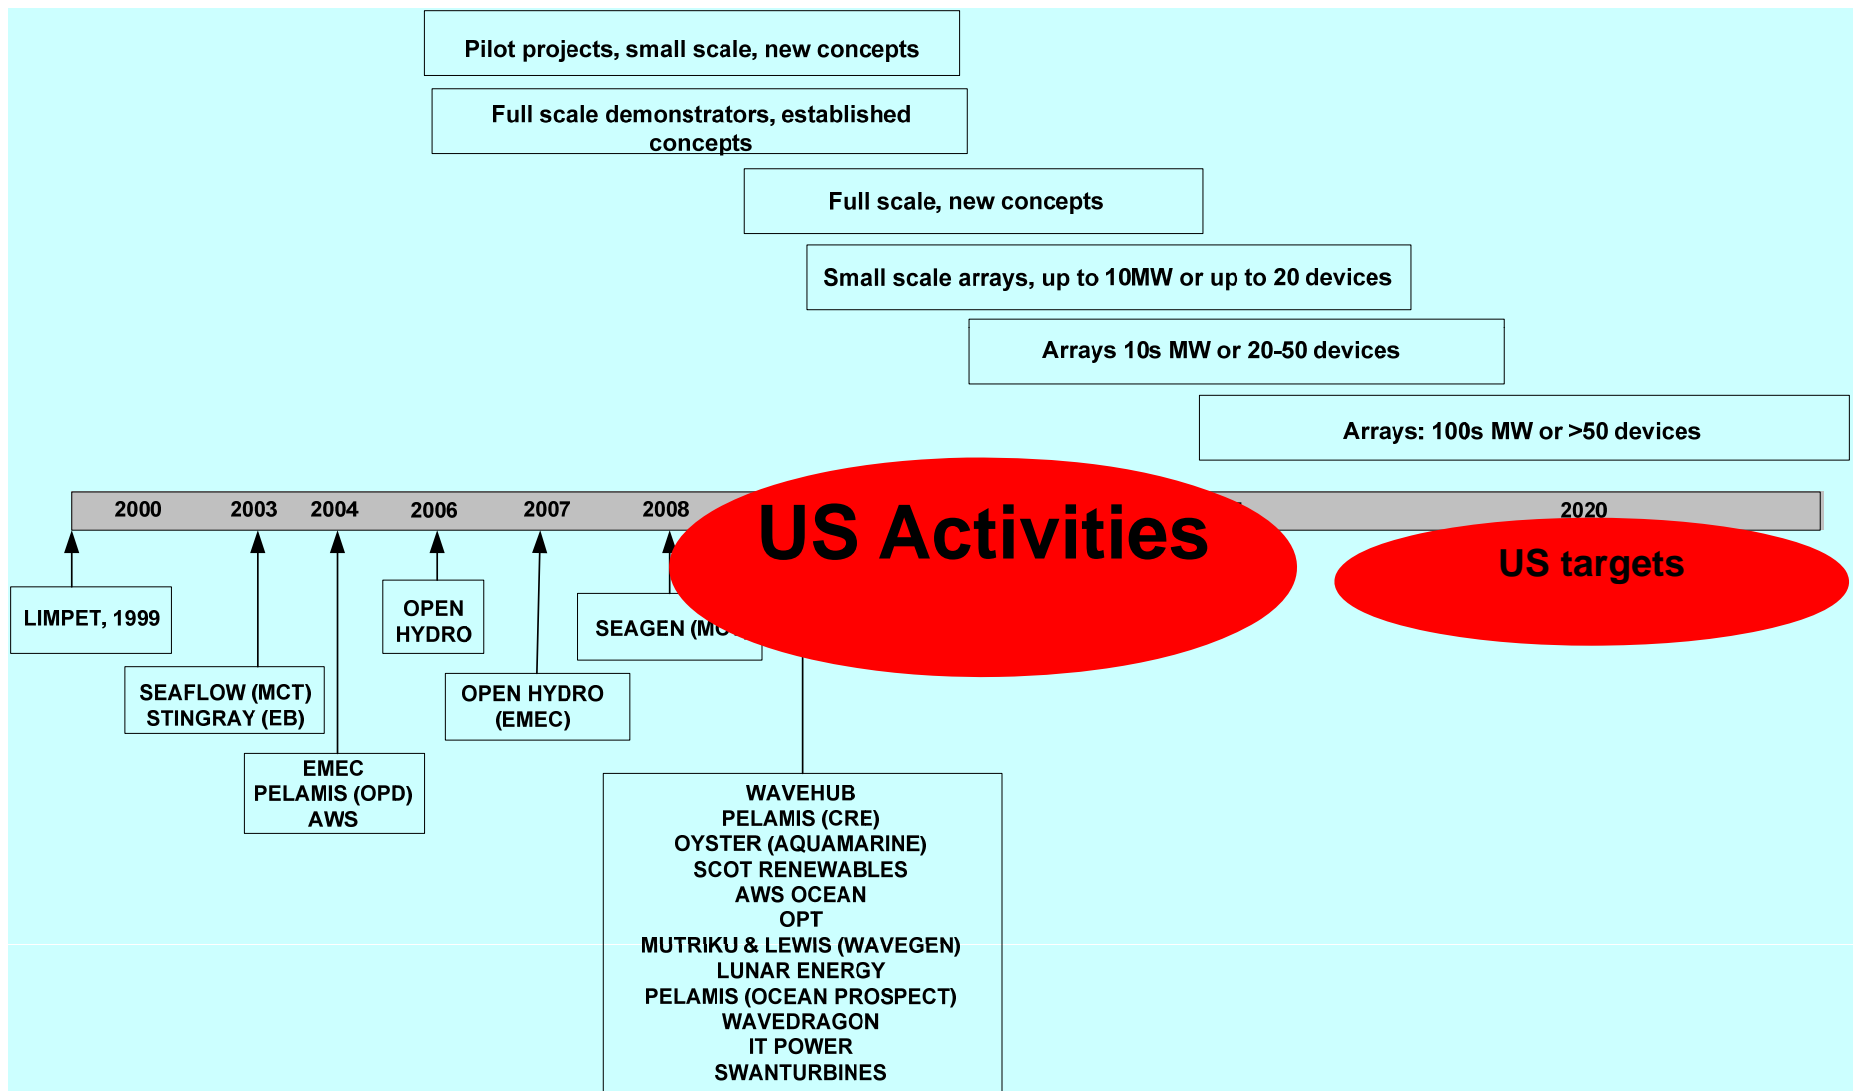 Pilot projects, small scale, new concepts
Full scale demonstrators, established
concepts
Full scale, new concepts
Small scale arrays, up to 10MW or up to 20 devices
Arrays 10s MW or 20-50 devices
Arrays: 100s MW or >50 devices
2000 2003 2004 2006 2007 2008 2020
US Activities
US targets
LIMPET, 1999
OPEN
HYDRO
SEAGEN
SEAFLOW (MCT)
STINGRAY (EB)
OPEN HYDRO
(EMEC)
EMEC
PELAMIS (OPD)
AWS
WAVEHUB
PELAMIS (CRE)
OYSTER (AQUAMARINE)
SCOT RENEWABLES
AWS OCEAN
OPT
MUTRIKU & LEWIS (WAVEGEN)
LUNAR ENERGY
PELAMIS (OCEAN PROSPECT)
WAVEDRAGON
IT POWER
SWANTURBINES